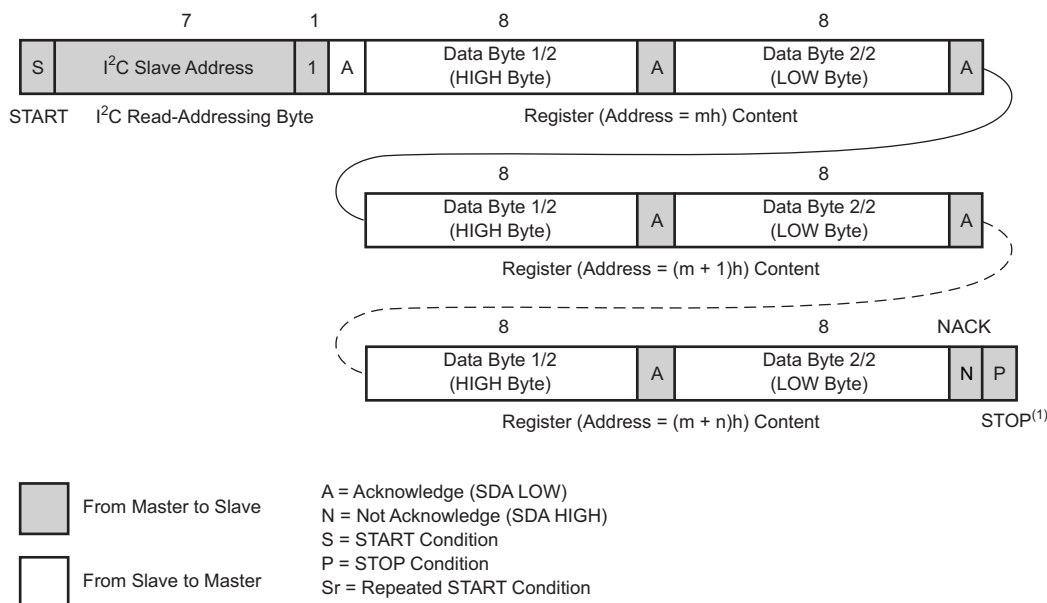 7 1 8 8
S I²C Slave Address 1 A Data Byte 1/2 (HIGH Byte) A Data Byte 2/2 (LOW Byte) A
START I²C Read-Addressing Byte Register (Address = mh) Content
8 8
Data Byte 1/2 (HIGH Byte) A Data Byte 2/2 (LOW Byte) A
Register (Address = (m + 1)h) Content
8 8 NACK
Data Byte 1/2 (HIGH Byte) A Data Byte 2/2 (LOW Byte) N P
Register (Address = (m + n)h) Content STOP⁽¹⁾
From Master to Slave
From Slave to Master
A = Acknowledge (SDA LOW)
N = Not Acknowledge (SDA HIGH)
S = START Condition
P = STOP Condition
Sr = Repeated START Condition